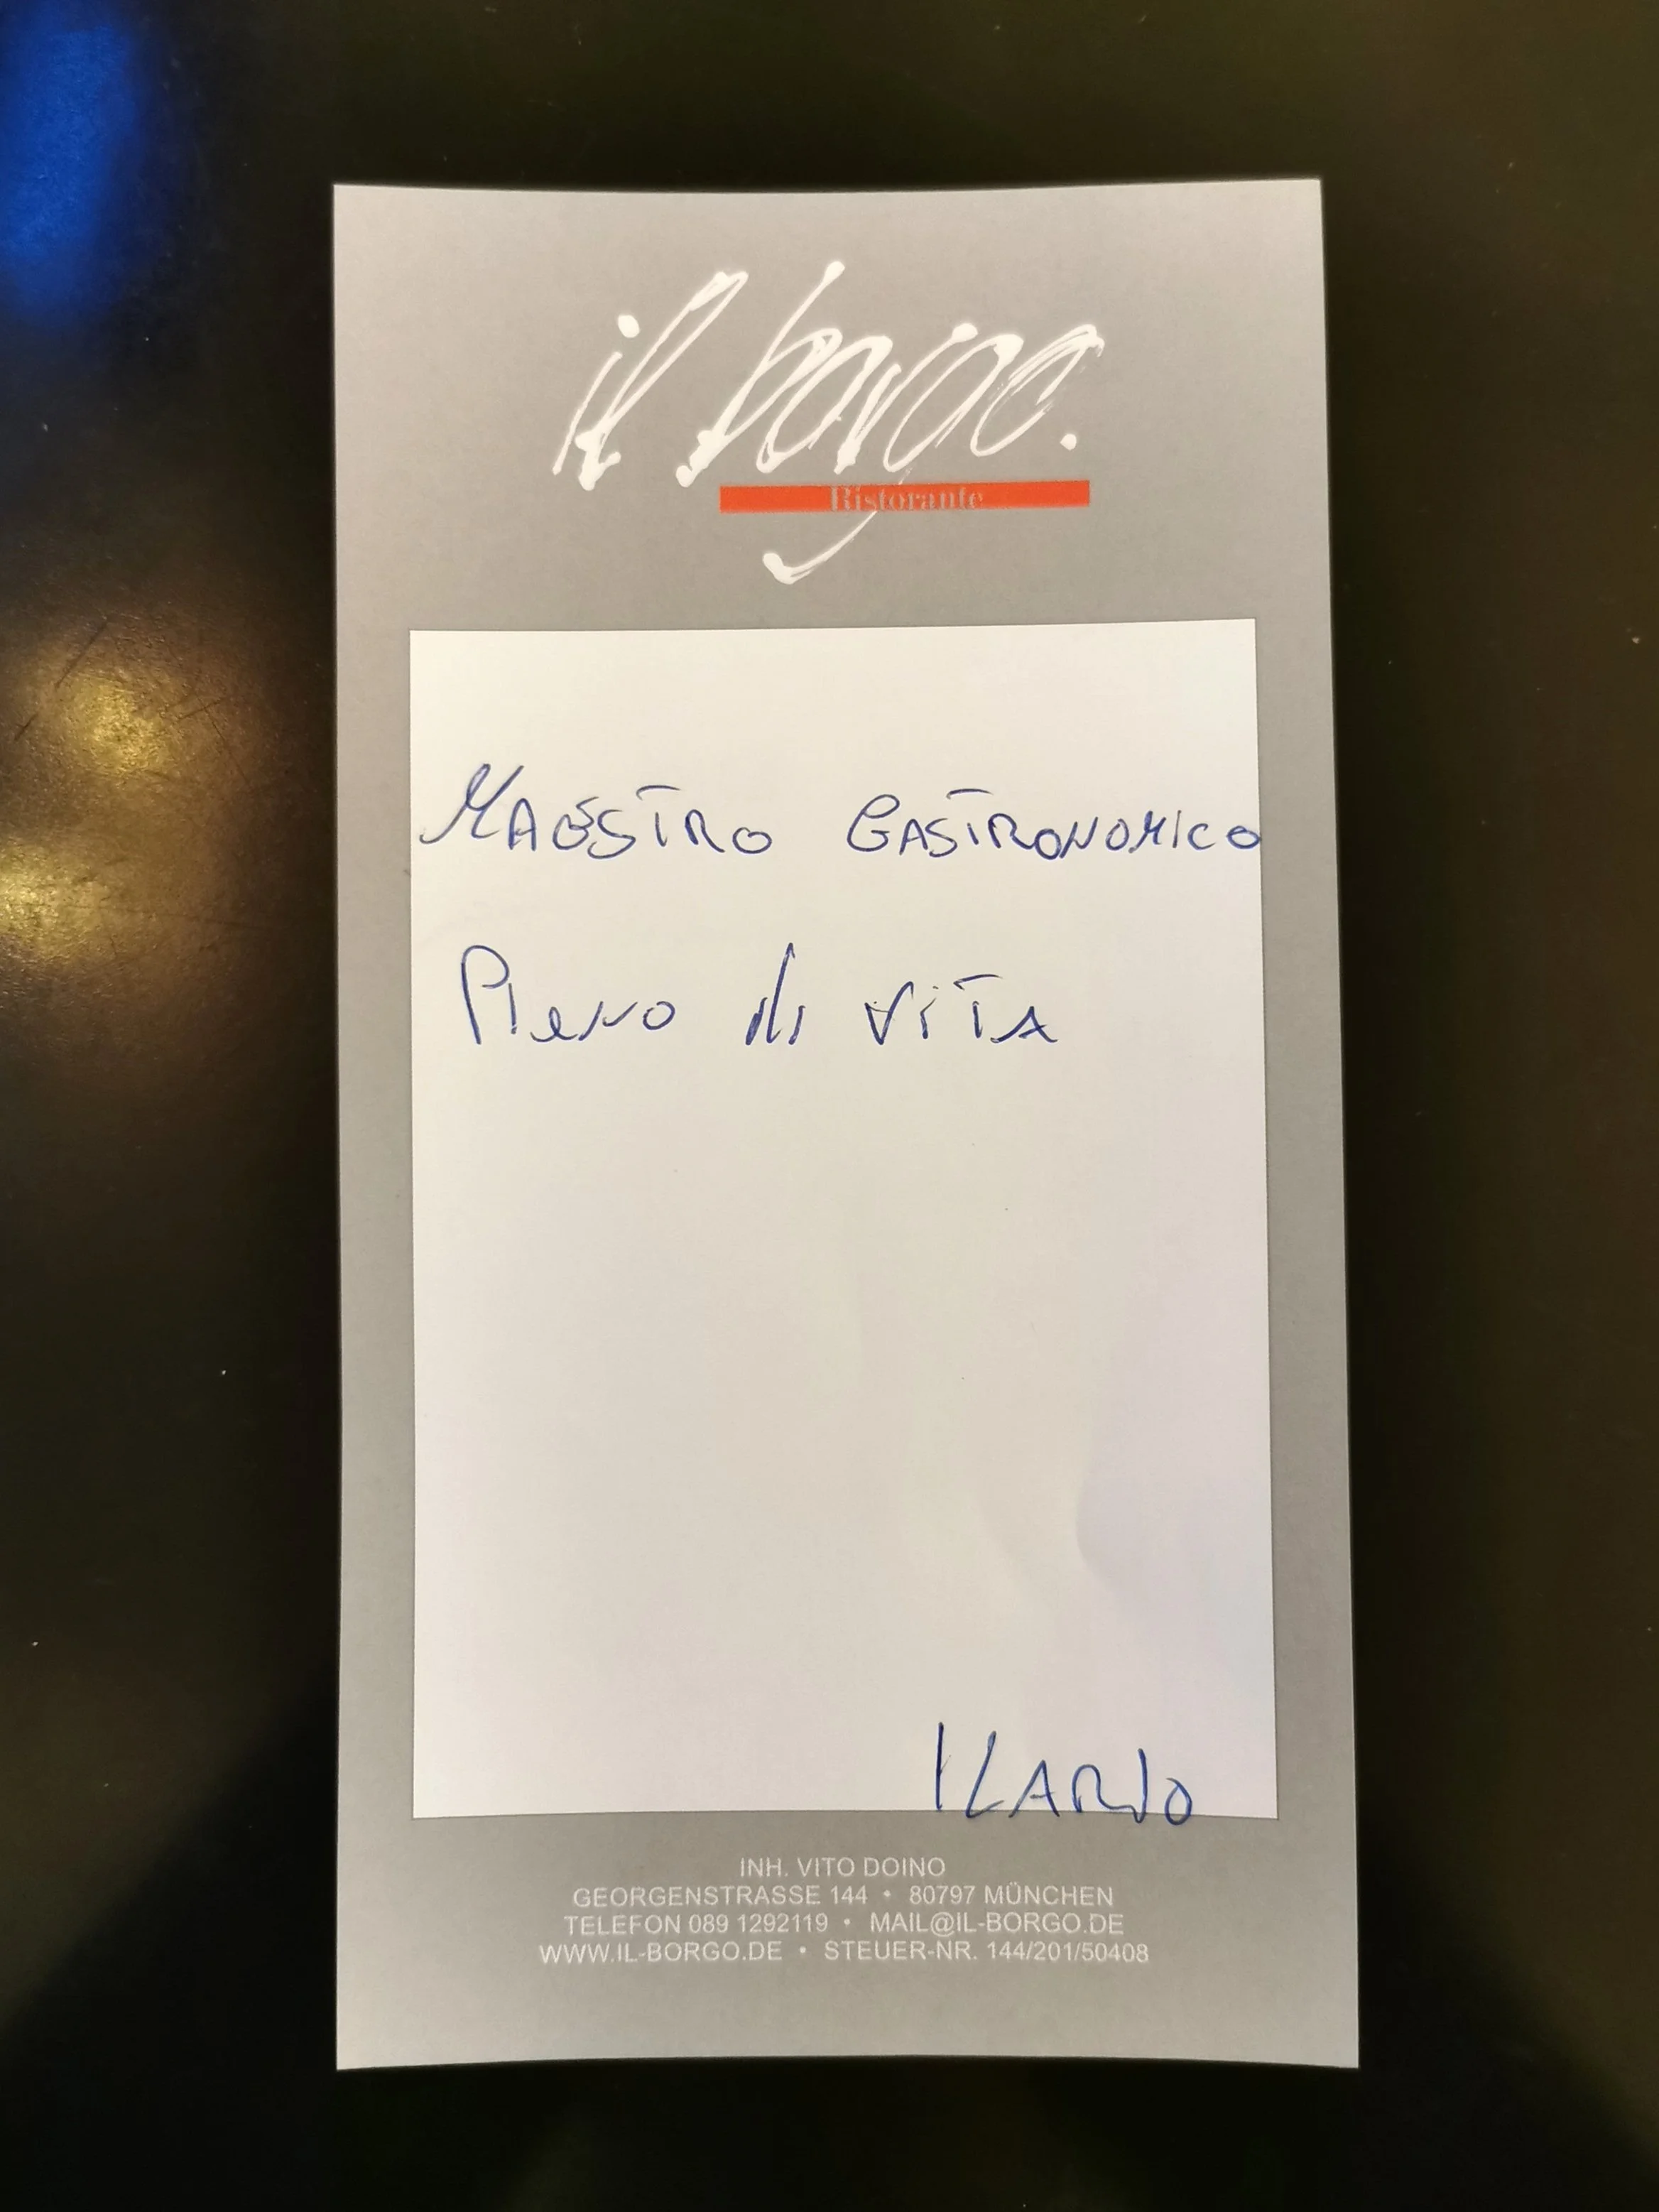 il borgo.
Ristorante
MAESTRO GASTRONOMICO
Pieno di VITA
ILARIO
INH. VITO DOINO
GEORGENSTRASSE 144 • 80797 MÜNCHEN
TELEFON 089 1292119 • MAIL@IL-BORGO.DE
WWW.IL-BORGO.DE • STEUER-NR. 144/201/50408